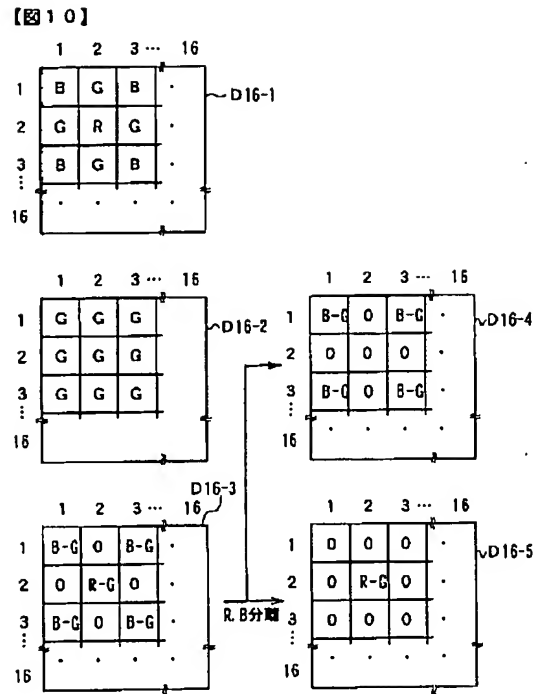 【図10】
1 2 3 … 16
1 B G B ・
D16-1
2 G R G ・
3 B G B ・
⋮
16 ・ ・ ・
1 2 3 … 16
1 G G G
D16-2
2 G G G
3 G G G
⋮
16
1 2 3 … 16
1 B-G 0 B-G ・
D16-4
2 0 0 0 ・
3 B-G 0 B-G ・
⋮
16 ・ ・ ・ ・
D16-3
1 2 3 … 16
1 B-G 0 B-G ・
2 0 R-G 0 ・
3 B-G 0 B-G ・
⋮
16 ・ ・ ・ ・
R.B分離
1 2 3 … 16
1 0 0 0 ・
D16-5
2 0 R-G 0 ・
3 0 0 0 ・
⋮
16 ・ ・ ・ ・